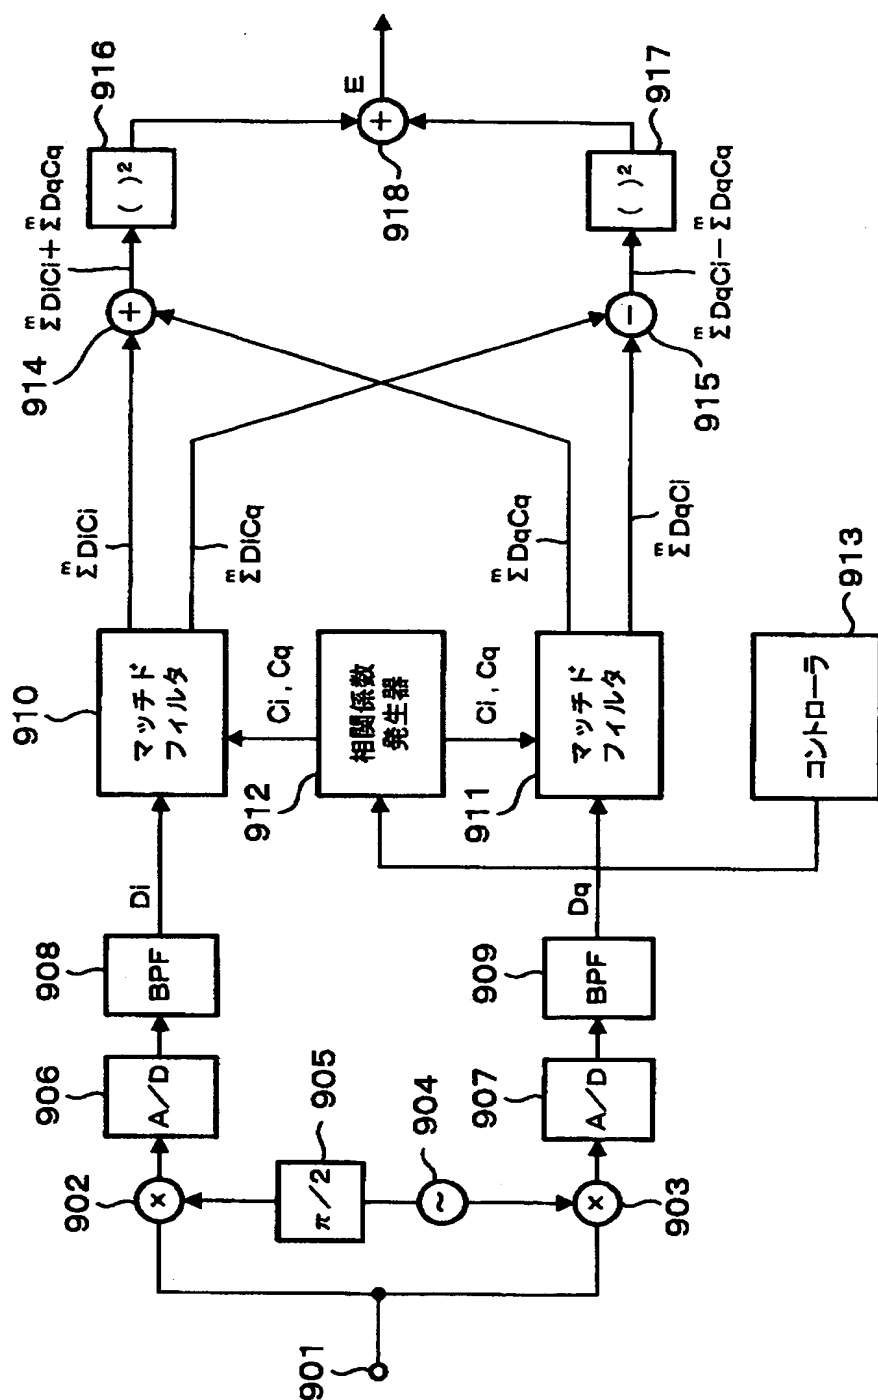 901
902
×
903
×
904
~
905
π/2
906
A/D
907
A/D
908
BPF
909
BPF
Di
Dq
910
マッチド
フィルタ
911
マッチド
フィルタ
912
相関係数
発生器
Ci, Cq
Ci, Cq
913
コントローラ
m
ΣDiCi
m
ΣDiCq
m
ΣDqCq
m
ΣDqCi
914
+
915
−
m m
ΣDiCi+ΣDqCq
m m
ΣDqCi−ΣDqCq
916
( )²
917
( )²
918
+
E